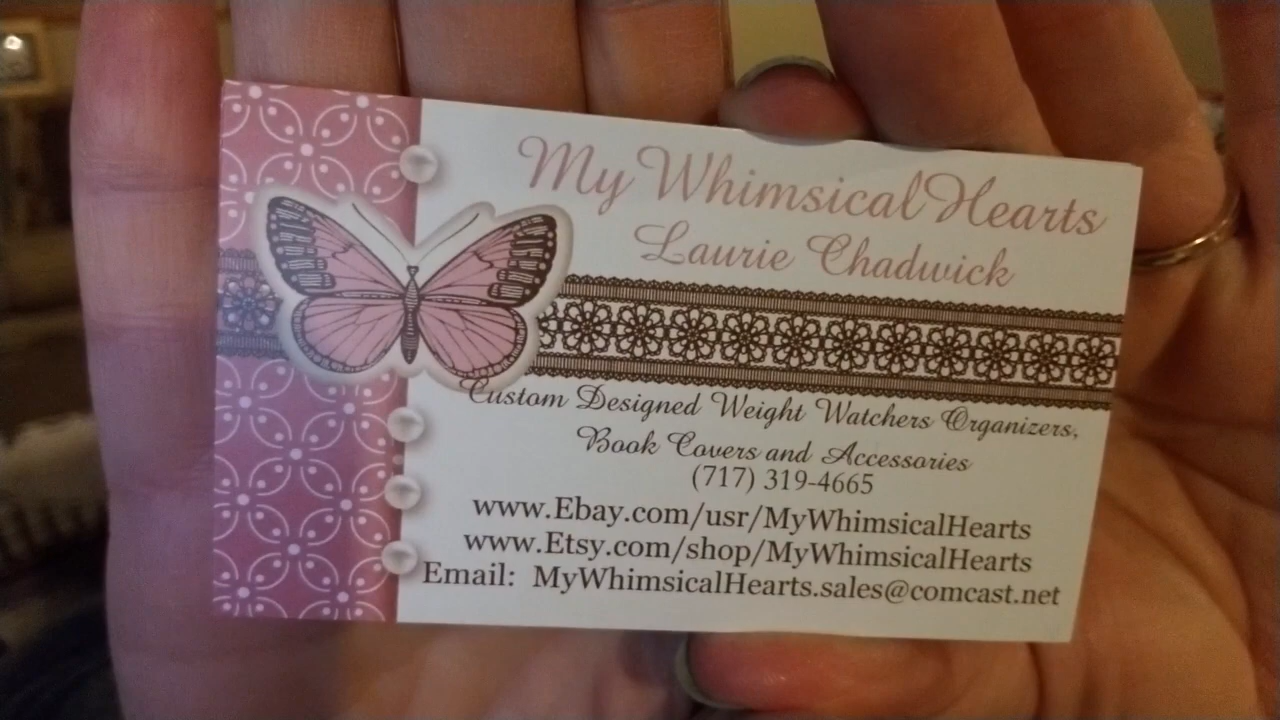 My Whimsical Hearts
Laurie Chadwick
Custom Designed Weight Watchers Organizers,
Book Covers and Accessories
(717) 319-4665
www.Ebay.com/usr/MyWhimsicalHearts
www.Etsy.com/shop/MyWhimsicalHearts
Email: MyWhimsicalHearts.sales@comcast.net